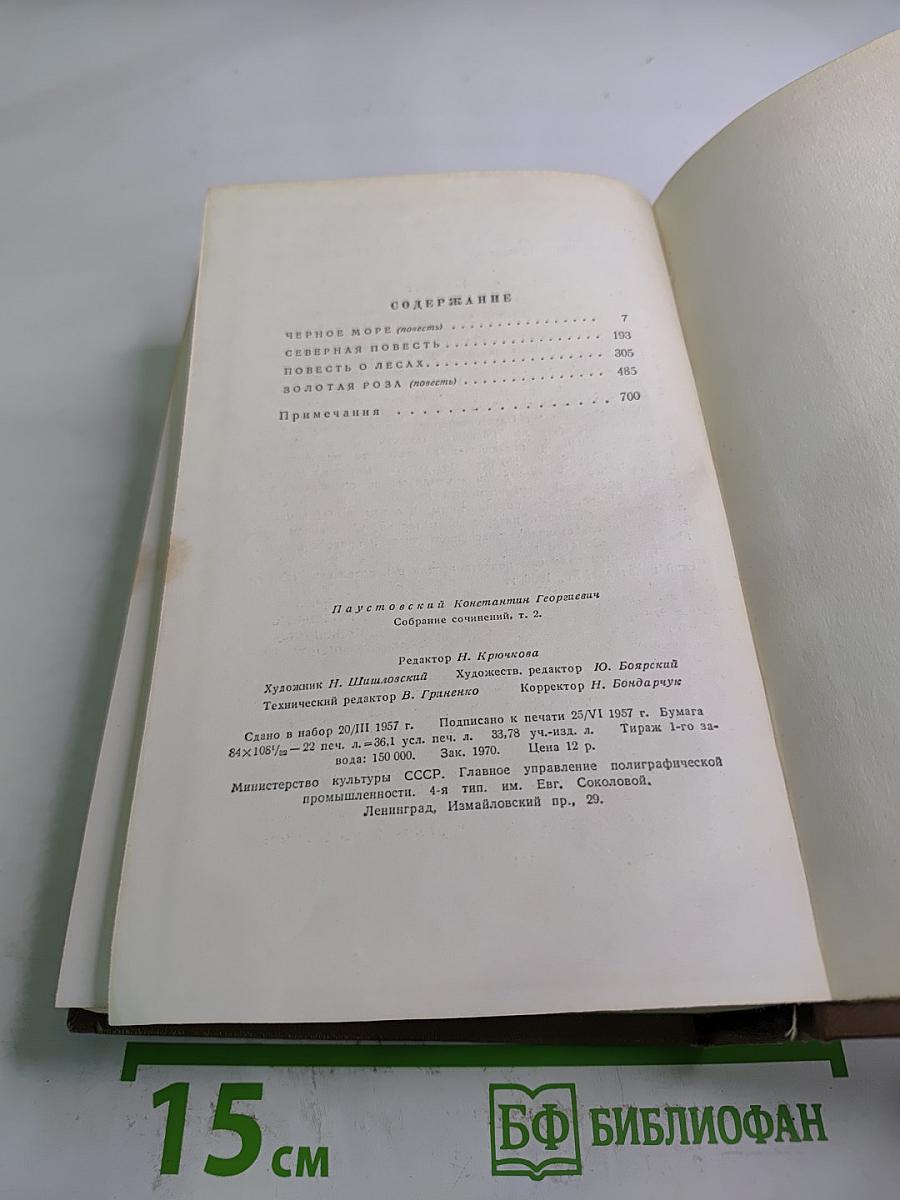 СОДЕРЖАНИЕ
ЧЕРНОЕ МОРЕ (повесть) . . . . . . . . . . . . . . . . 7
СЕВЕРНАЯ ПОВЕСТЬ . . . . . . . . . . . . . . . . . 193
ПОВЕСТЬ О ЛЕСАХ. . . . . . . . . . . . . . . . . . 305
ЗОЛОТАЯ РОЗА (повесть) . . . . . . . . . . . . . . . 485
Примечания . . . . . . . . . . . . . . . . 700
Паустовский Константин Георгиевич
Собрание сочинений, т. 2.
Редактор Н. Крючкова
Художник Н. Шишловский Художеств. редактор Ю. Боярский
Технический редактор В. Гриненко Корректор Н. Бондарчук
Сдано в набор 20/III 1957 г. Подписано к печати 25/VI 1957 г. Бумага
84×108¹/₃₂—22 печ. л.=36,1 усл. печ. л. 33,78 уч.-изд. л. Тираж 1-го за-
вода: 150 000. Зак. 1970. Цена 12 р.
Министерство культуры СССР. Главное управление полиграфической
промышленности. 4-я тип. им. Евг. Соколовой.
Ленинград, Измайловский пр., 29.
15 см
БФ БИБЛИОФАН